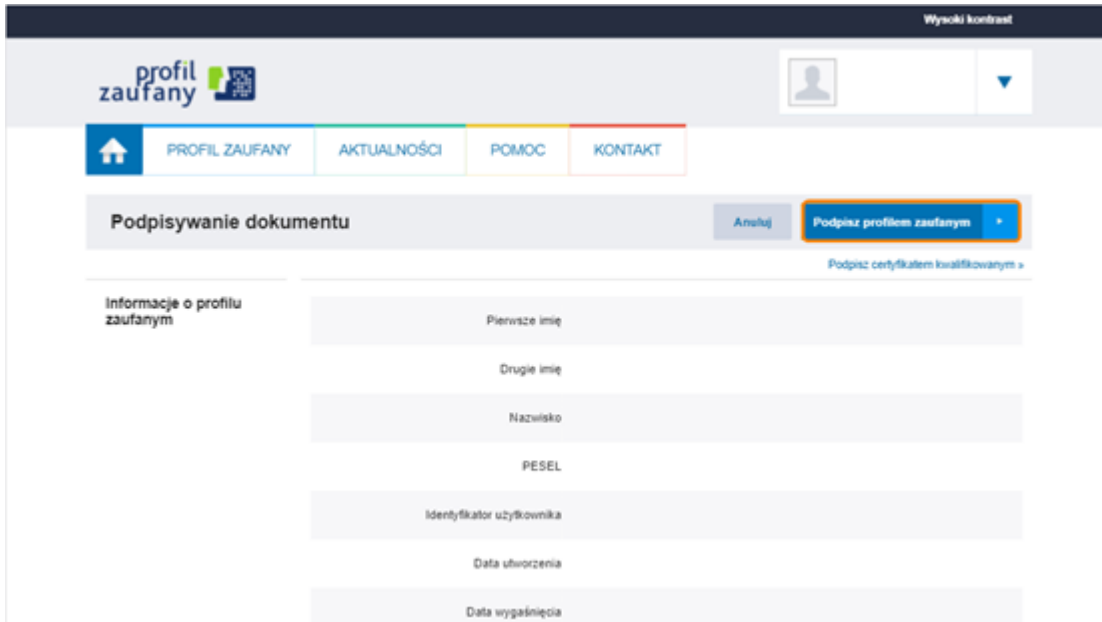 Wysoki kontrast
profil
zaufany
PROFIL ZAUFANY AKTUALNOŚCI POMOC KONTAKT
Podpisywanie dokumentu Anuluj Podpisz profilem zaufanym
Podpisz certyfikatem kwalifikowanym »
Informacje o profilu
zaufanym
Pierwsze imię
Drugie imię
Nazwisko
PESEL
Identyfikator użytkownika
Data utworzenia
Data wygaśnięcia